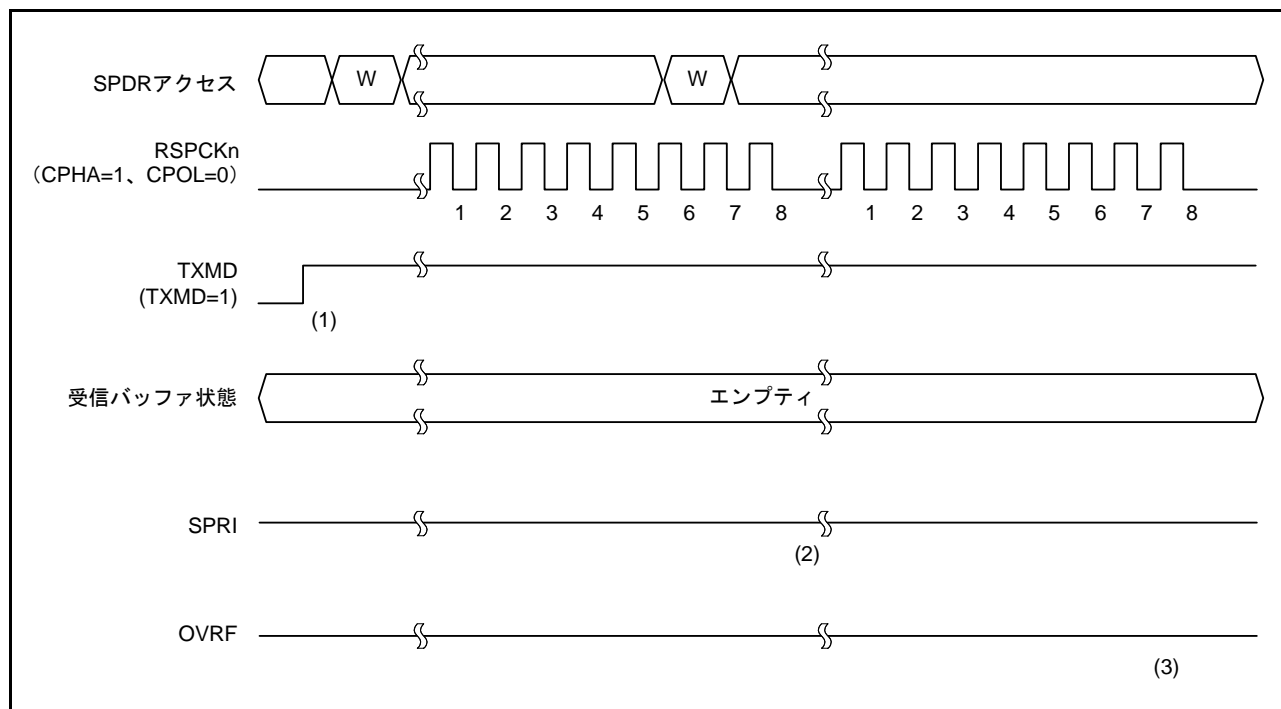 SPDRアクセス
W
W
RSPCKn
（CPHA=1、CPOL=0）
1 2 3 4 5 6 7 8
1 2 3 4 5 6 7 8
TXMD
(TXMD=1)
(1)
受信バッファ状態
エンプティ
SPRI
(2)
OVRF
(3)